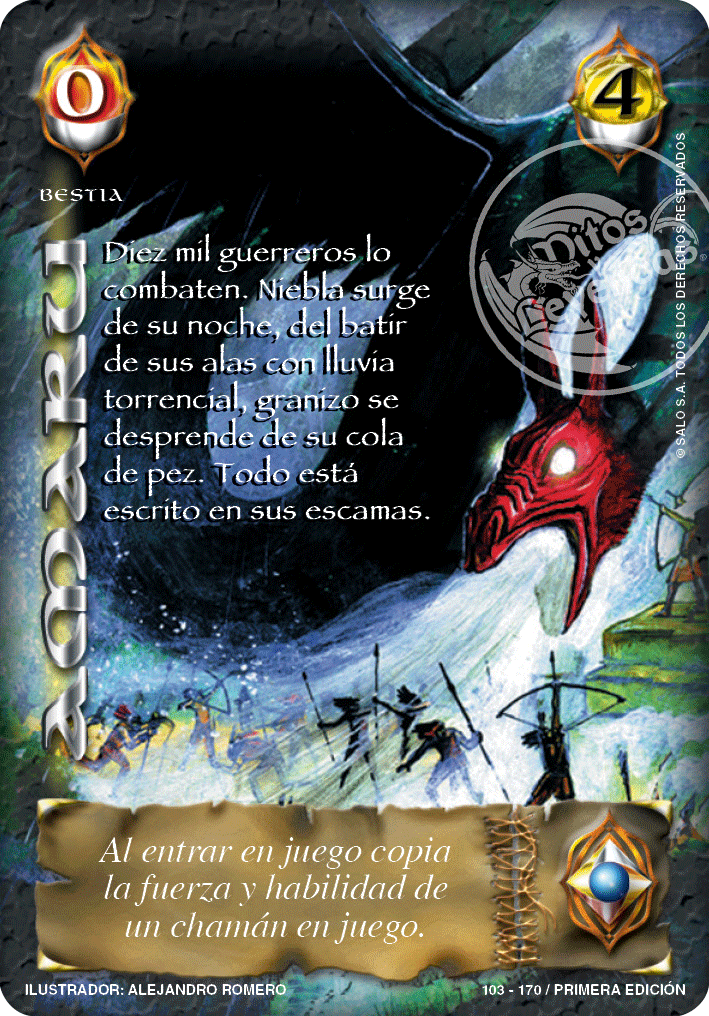 0
4
BESTIA
AMARU
Diez mil guerreros lo
combaten. Niebla surge
de su noche, del batir
de sus alas con lluvia
torrencial, granizo se
desprende de su cola
de pez. Todo está
escrito en sus escamas.
Mitos
y
Leyendas
®
© SALO S.A. TODOS LOS DERECHOS RESERVADOS
Al entrar en juego copia
la fuerza y habilidad de
un chamán en juego.
ILUSTRADOR: ALEJANDRO ROMERO
103 - 170 / PRIMERA EDICIÓN